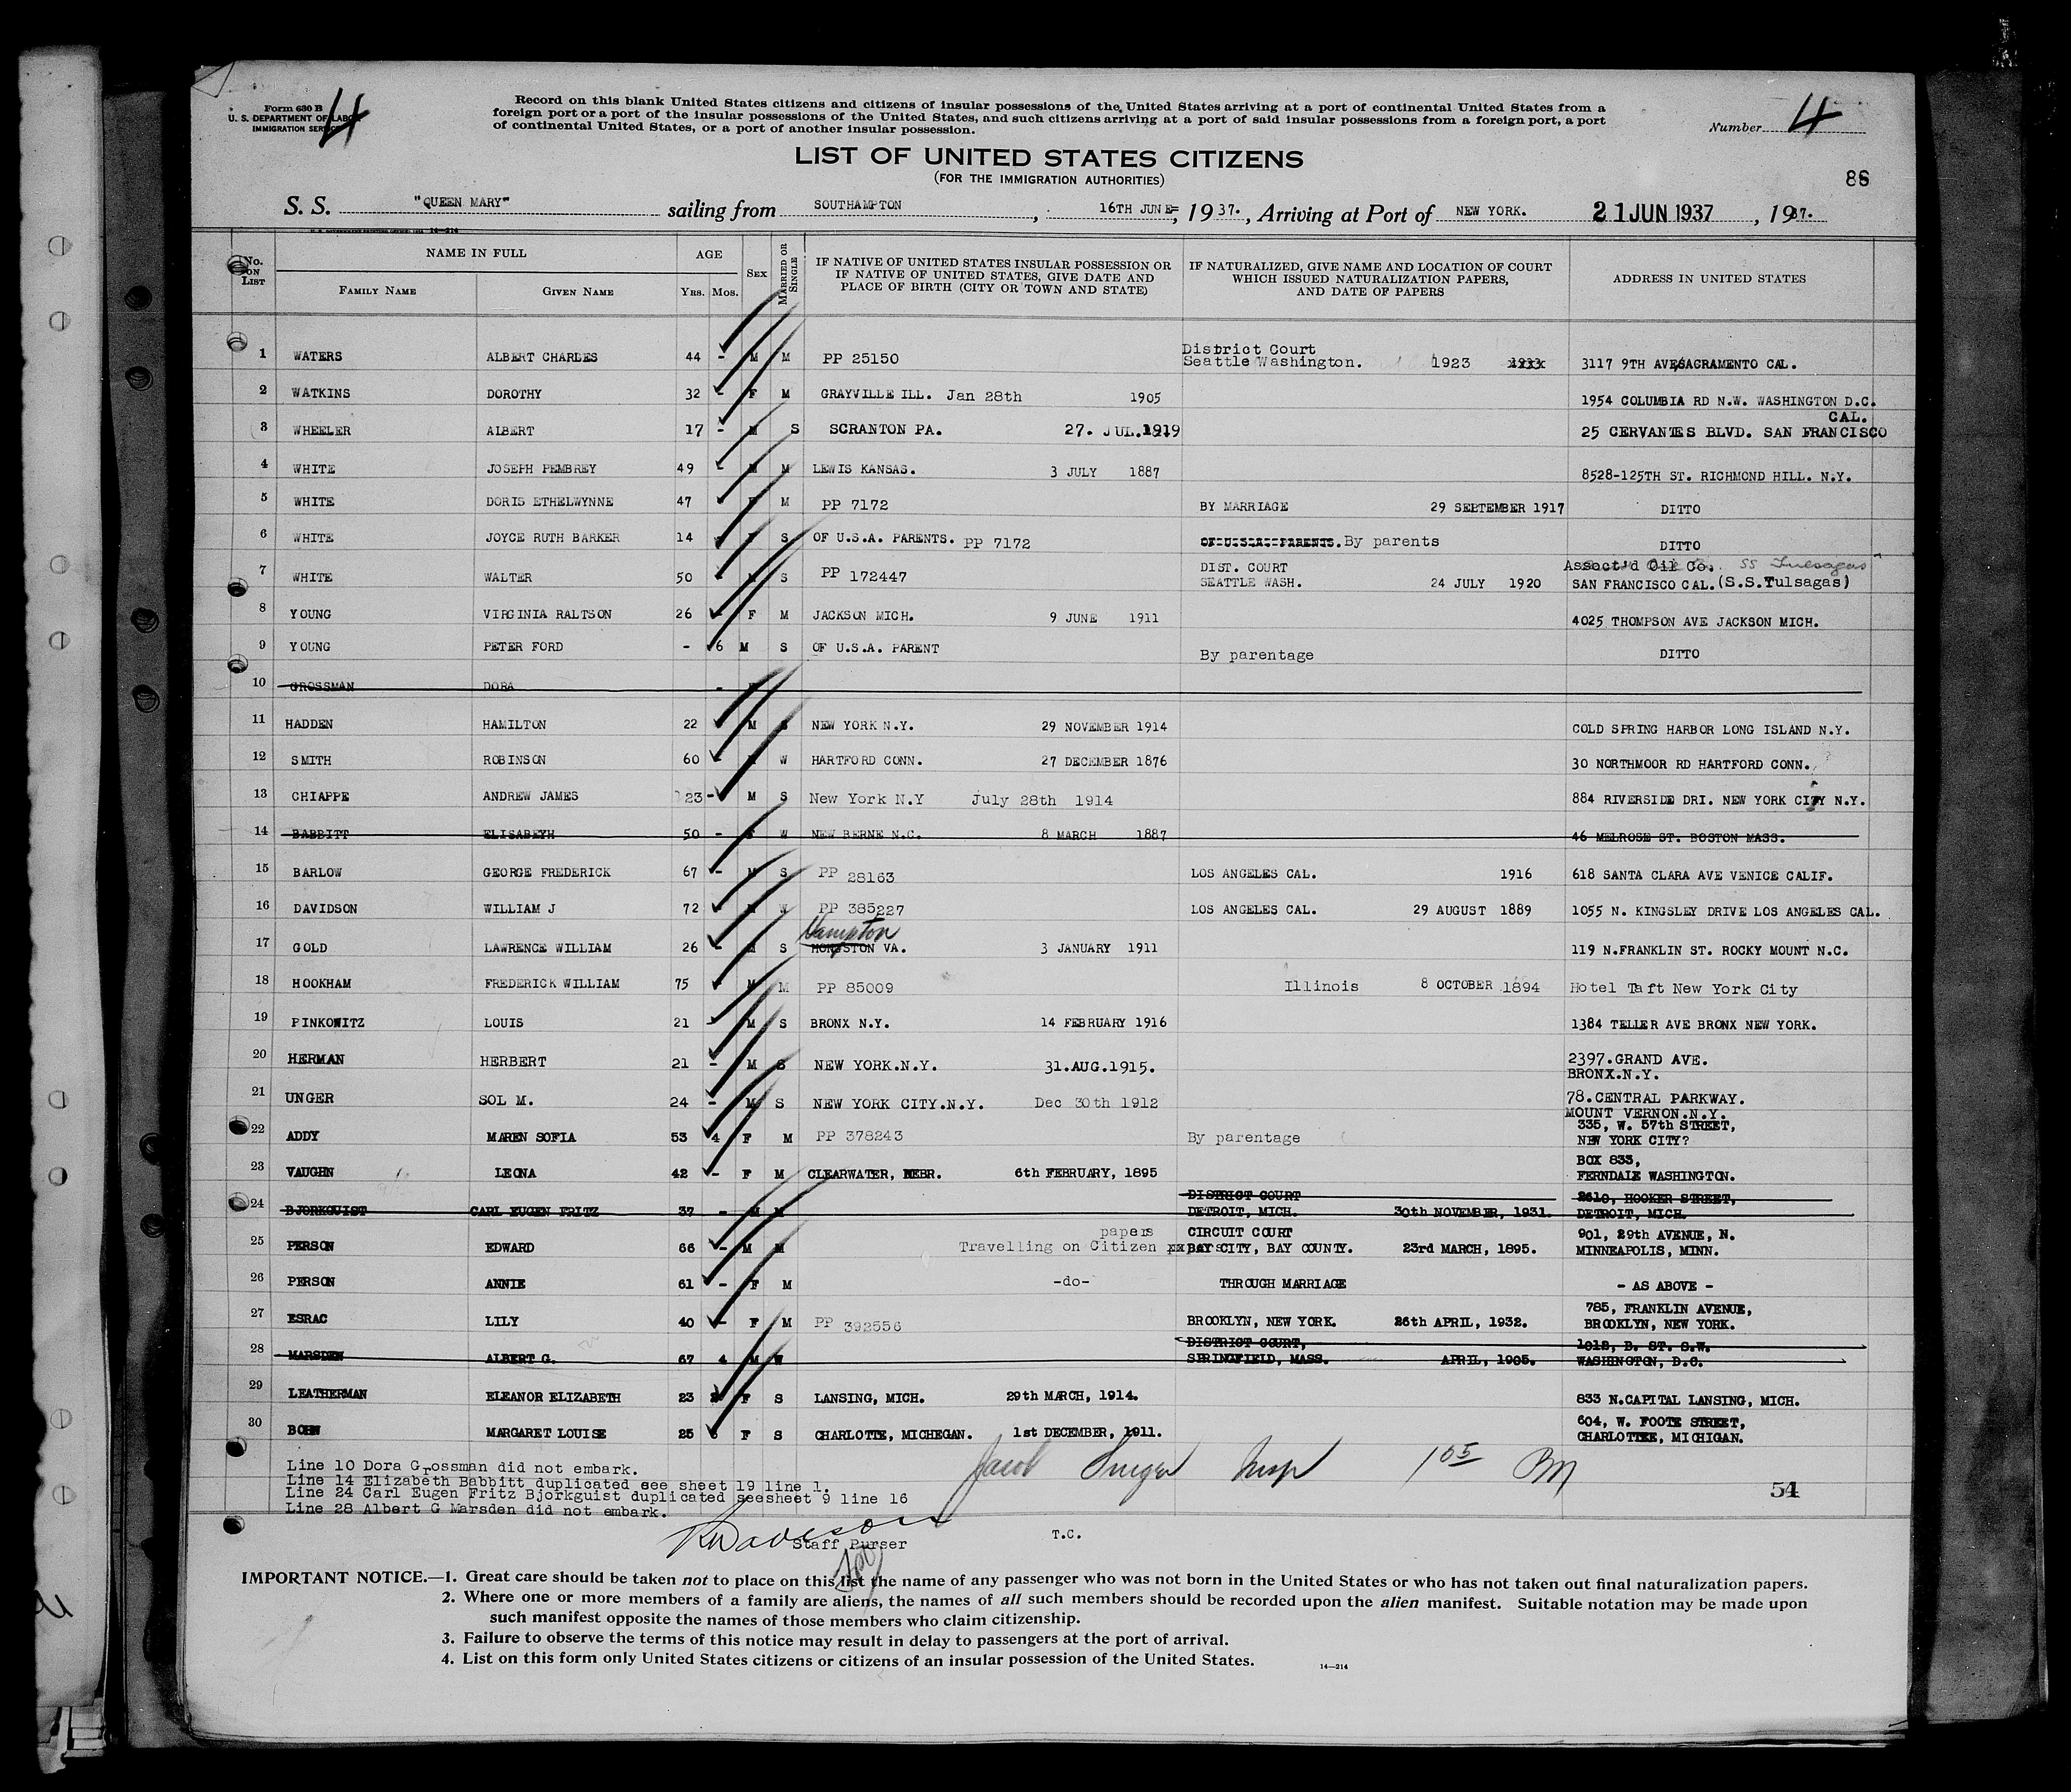 Form 630 B
U. S. DEPARTMENT OF LABOR
IMMIGRATION SERVICE
4
Record on this blank United States citizens and citizens of insular possessions of the United States arriving at a port of continental United States from a
foreign port or a port of the insular possessions of the United States, and such citizens arriving at a port of said insular possessions from a foreign port, a port
of continental United States, or a port of another insular possession.
Number 4
LIST OF UNITED STATES CITIZENS
(FOR THE IMMIGRATION AUTHORITIES)
86
S. S. "QUEEN MARY" sailing from SOUTHAMPTON, 16TH JUNE, 1937., Arriving at Port of NEW YORK. 21 JUN 1937, 1937.
No. ON LIST NAME IN FULL AGE Sex MARRIED OR SINGLE IF NATIVE OF UNITED STATES INSULAR POSSESSION OR IF NATIVE OF UNITED STATES, GIVE DATE AND PLACE OF BIRTH (CITY OR TOWN AND STATE) IF NATURALIZED, GIVE NAME AND LOCATION OF COURT WHICH ISSUED NATURALIZATION PAPERS, AND DATE OF PAPERS ADDRESS IN UNITED STATES
FAMILY NAME GIVEN NAME YRS. MOS.
1 WATERS ALBERT CHARLES 44 - M M PP 25150 District Court Seattle Washington. 1923 1933 3117 9TH AVE SACRAMENTO CAL.
2 WATKINS DOROTHY 32 - F M GRAYVILLE ILL. Jan 28th 1905 1954 COLUMBIA RD N.W. WASHINGTON D.C.
3 WHEELER ALBERT 17 - M S SCRANTON PA. 27. JUL.1919 25 CERVANTES BLVD. SAN FRANCISCO CAL.
4 WHITE JOSEPH PEMBREY 49 - M M LEWIS KANSAS. 3 JULY 1887 8528-125TH ST. RICHMOND HILL. N.Y.
5 WHITE DORIS ETHELWYNNE 47 - F M PP 7172 BY MARRIAGE 29 SEPTEMBER 1917 DITTO
6 WHITE JOYCE RUTH BARKER 14 F S OF U.S.A. PARENTS. PP 7172 OF U.S.A. PARENTS. By parents DITTO
7 WHITE WALTER 50 - M S PP 172447 DIST. COURT SEATTLE WASH. 24 JULY 1920 Assoct'd Oil Co. SS Tulsagas SAN FRANCISCO CAL. (S.S.Tulsagas)
8 YOUNG VIRGINIA RALTSON 26 - F M JACKSON MICH. 9 JUNE 1911 4025 THOMPSON AVE JACKSON MICH.
9 YOUNG PETER FORD - 6 M S OF U.S.A. PARENT By parentage DITTO
10 GROSSMAN DORA -
11 HADDEN HAMILTON 22 M S NEW YORK N.Y. 29 NOVEMBER 1914 COLD SPRING HARBOR LONG ISLAND N.Y.
12 SMITH ROBINSON 60 M W HARTFORD CONN. 27 DECEMBER 1876 30 NORTHMOOR RD HARTFORD CONN.
13 CHIAPPE ANDREW JAMES 23 - M S New York N.Y July 28th 1914 884 RIVERSIDE DRI. NEW YORK CITY N.Y.
14 BABBITT ELISABEYH 50 - F W NEW BERNE N.C. 8 MARCH 1887 46 MELROSE ST. BOSTON MASS.
15 BARLOW GEORGE FREDERICK 67 - M S PP 28163 LOS ANGELES CAL. 1916 618 SANTA CLARA AVE VENICE CALIF.
16 DAVIDSON WILLIAM J 72 - M W PP 385227 LOS ANGELES CAL. 29 AUGUST 1889 1055 N. KINGSLEY DRIVE LOS ANGELES CAL.
Hampton
17 GOLD LAWRENCE WILLIAM 26 - M S VA. 3 JANUARY 1911 119 N.FRANKLIN ST. ROCKY MOUNT N.C.
18 HOOKHAM FREDERICK WILLIAM 75 - M M PP 85009 Illinois 8 OCTOBER 1894 Hotel Taft New York City
19 PINKOWITZ LOUIS 21 - M S BRONX N.Y. 14 FEBRUARY 1916 1384 TELLER AVE BRONX NEW YORK.
20 HERMAN HERBERT 21 - M S NEW YORK.N.Y. 31.AUG.1915. 2397.GRAND AVE. BRONX.N.Y.
21 UNGER SOL M. 24 - M S NEW YORK CITY.N.Y. Dec 30th 1912 78.CENTRAL PARKWAY. MOUNT VERNON.N.Y.
22 ADDY MAREN SOFIA 53 4 F M PP 378243 By parentage 335, W. 57th STREET, NEW YORK CITY?
23 VAUGHN LEONA 42 - F M CLEARWATER, NEBR. 6th FEBRUARY, 1895 BOX 833, FERNDALE WASHINGTON.
24 BJORKQUIST CARL EUGEN FRITZ 37 - M M DISTRICT COURT DETROIT, MICH. 30th NOVEMBER, 1931. 2610, HOOKER STREET, DETROIT, MICH.
25 PERSON EDWARD 66 - M M Travelling on Citizen papers CIRCUIT COURT BAY CITY, BAY COUNTY. 23rd MARCH, 1895. 901, 29th AVENUE, N. MINNEAPOLIS, MINN.
26 PERSON ANNIE 61 - F M -do- THROUGH MARRIAGE - AS ABOVE -
27 ESRAC LILY 40 - F M PP 392556 BROOKLYN, NEW YORK. 26th APRIL, 1932. 785, FRANKLIN AVENUE, BROOKLYN, NEW YORK.
28 MARSDEN ALBERT G. 67 4 M W DISTRICT COURT, SPRINGFIELD, MASS. APRIL, 1905. 1012, B. ST. S.W. WASHINGTON, D.C.
29 LEATHERMAN ELEANOR ELIZABETH 23 F S LANSING, MICH. 29th MARCH, 1914. 833 N.CAPITAL LANSING, MICH.
30 BOHN MARGARET LOUISE 25 6 F S CHARLOTTE, MICHEGAN. 1st DECEMBER, 1911. 604, W. FOOTE STREET, CHARLOTTE, MICHIGAN.
Line 10 Dora Grossman did not embark.
Line 14 Elizabeth Babbitt duplicated see sheet 19 line 1.
Line 24 Carl Eugen Fritz Bjorkguist duplicated seesheet 9 line 16
Line 28 Albert G Marsden did not embark.
Jacob Insp 105
54
Staff Purser
T.C.
IMPORTANT NOTICE.—1. Great care should be taken not to place on this list the name of any passenger who was not born in the United States or who has not taken out final naturalization papers.
2. Where one or more members of a family are aliens, the names of all such members should be recorded upon the alien manifest. Suitable notation may be made upon
such manifest opposite the names of those members who claim citizenship.
3. Failure to observe the terms of this notice may result in delay to passengers at the port of arrival.
4. List on this form only United States citizens or citizens of an insular possession of the United States.
14—214